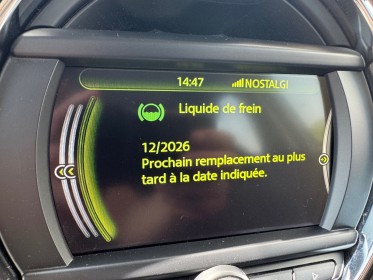 14:47 NOSTALGI
Liquide de frein
12/2026
Prochain remplacement au plus
tard à la date indiquée.